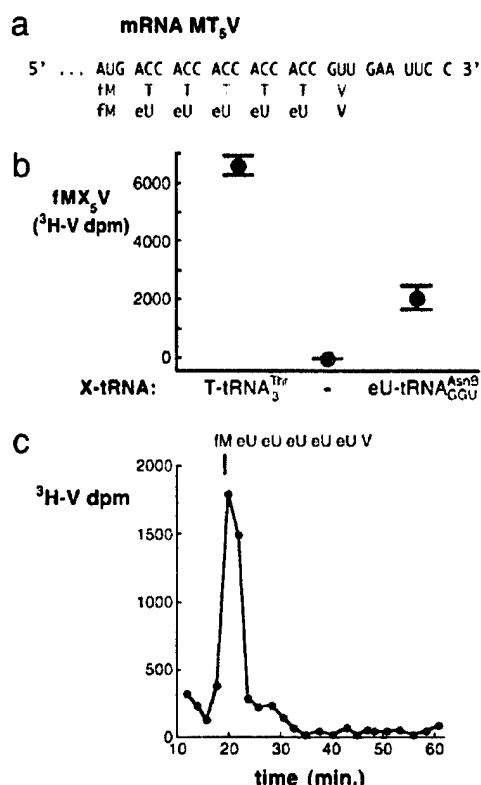 a mRNA MT₅V
5' ... AUG ACC ACC ACC ACC ACC GUU GAA UUC C 3'
fM T T T T T V
fM eU eU eU eU eU V
b
fMX₅V
(³H-V dpm)
6000
4000
2000
0
X-tRNA: T-tRNA₃ᵀʰʳ - eU-tRNA^Asn9_GGU
c
fM eU eU eU eU eU V
³H-V dpm
2000
1500
1000
500
0
10 20 30 40 50 60
time (min.)